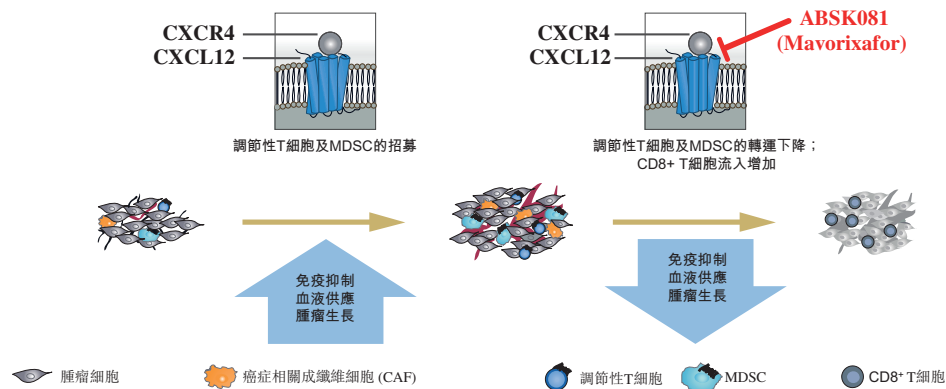 CXCR4
CXCL12
調節性T細胞及MDSC的招募
CXCR4
CXCL12
ABSK081
(Mavorixafor)
調節性T細胞及MDSC的轉運下降；
CD8+ T細胞流入增加
免疫抑制
血液供應
腫瘤生長
免疫抑制
血液供應
腫瘤生長
腫瘤細胞
癌症相關成纖維細胞 (CAF)
調節性T細胞
MDSC
CD8⁺ T細胞